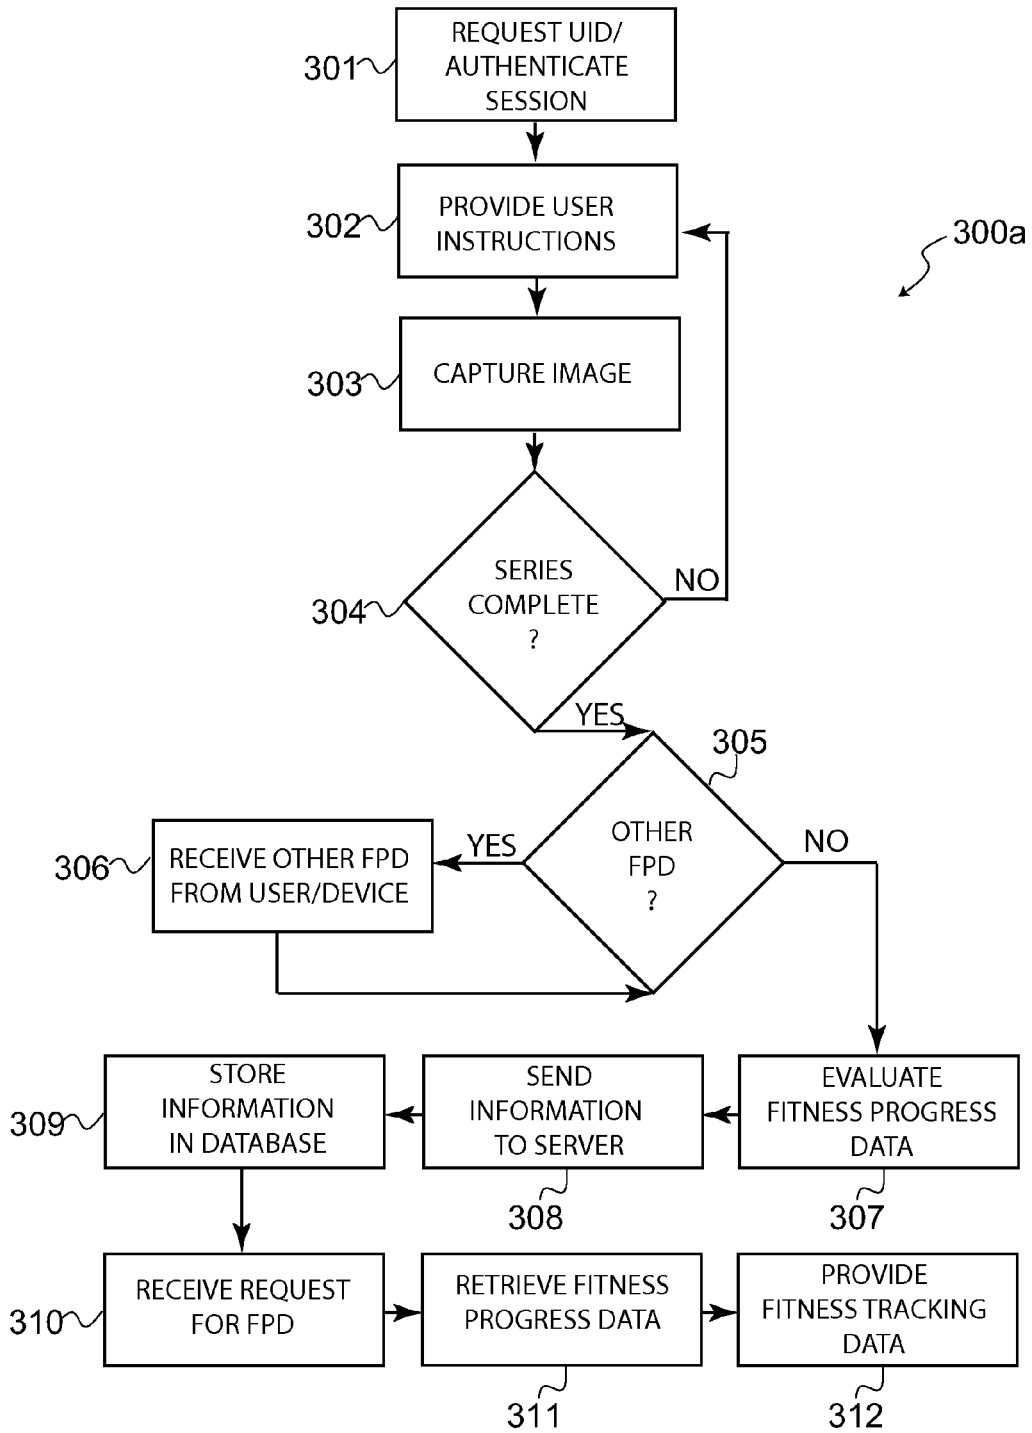 301
REQUEST UID/
AUTHENTICATE
SESSION
302
PROVIDE USER
INSTRUCTIONS
300a
303
CAPTURE IMAGE
304
SERIES
COMPLETE
?
NO
YES
305
OTHER
FPD
?
YES
NO
306
RECEIVE OTHER FPD
FROM USER/DEVICE
309
STORE
INFORMATION
IN DATABASE
SEND
INFORMATION
TO SERVER
308
EVALUATE
FITNESS PROGRESS
DATA
307
310
RECEIVE REQUEST
FOR FPD
RETRIEVE FITNESS
PROGRESS DATA
311
PROVIDE
FITNESS TRACKING
DATA
312